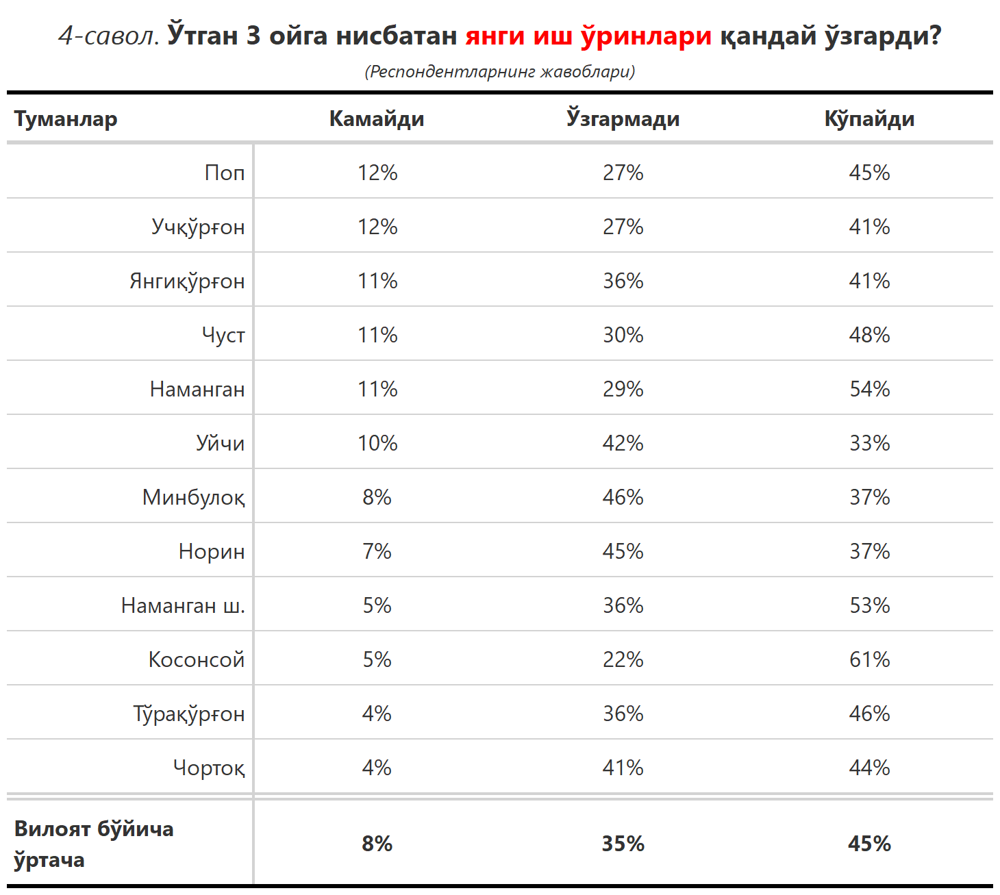 4-савол. Ўтган 3 ойга нисбатан янги иш ўринлари қандай ўзгарди?
(Респондентларнинг жавоблари)
Туманлар Камайди Ўзгармади Кўпайди
Поп 12% 27% 45%
Учқўрғон 12% 27% 41%
Янгиқўрғон 11% 36% 41%
Чуст 11% 30% 48%
Наманган 11% 29% 54%
Уйчи 10% 42% 33%
Минбулоқ 8% 46% 37%
Норин 7% 45% 37%
Наманган ш. 5% 36% 53%
Косонсой 5% 22% 61%
Тўрақўрғон 4% 36% 46%
Чортоқ 4% 41% 44%
Вилоят бўйича
ўртача 8% 35% 45%